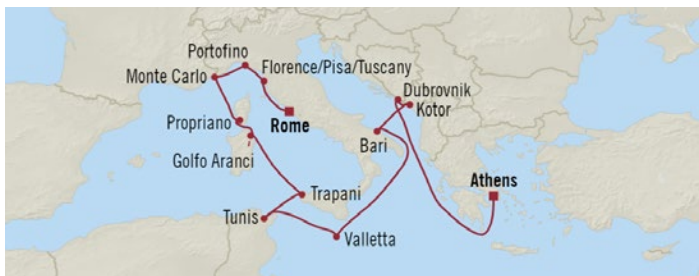 Portofino
Florence/Pisa/Tuscany
Monte Carlo
Dubrovnik
Kotor
Propriano
Rome
Bari
Golfo Aranci
Athens
Trapani
Tunis
Valletta